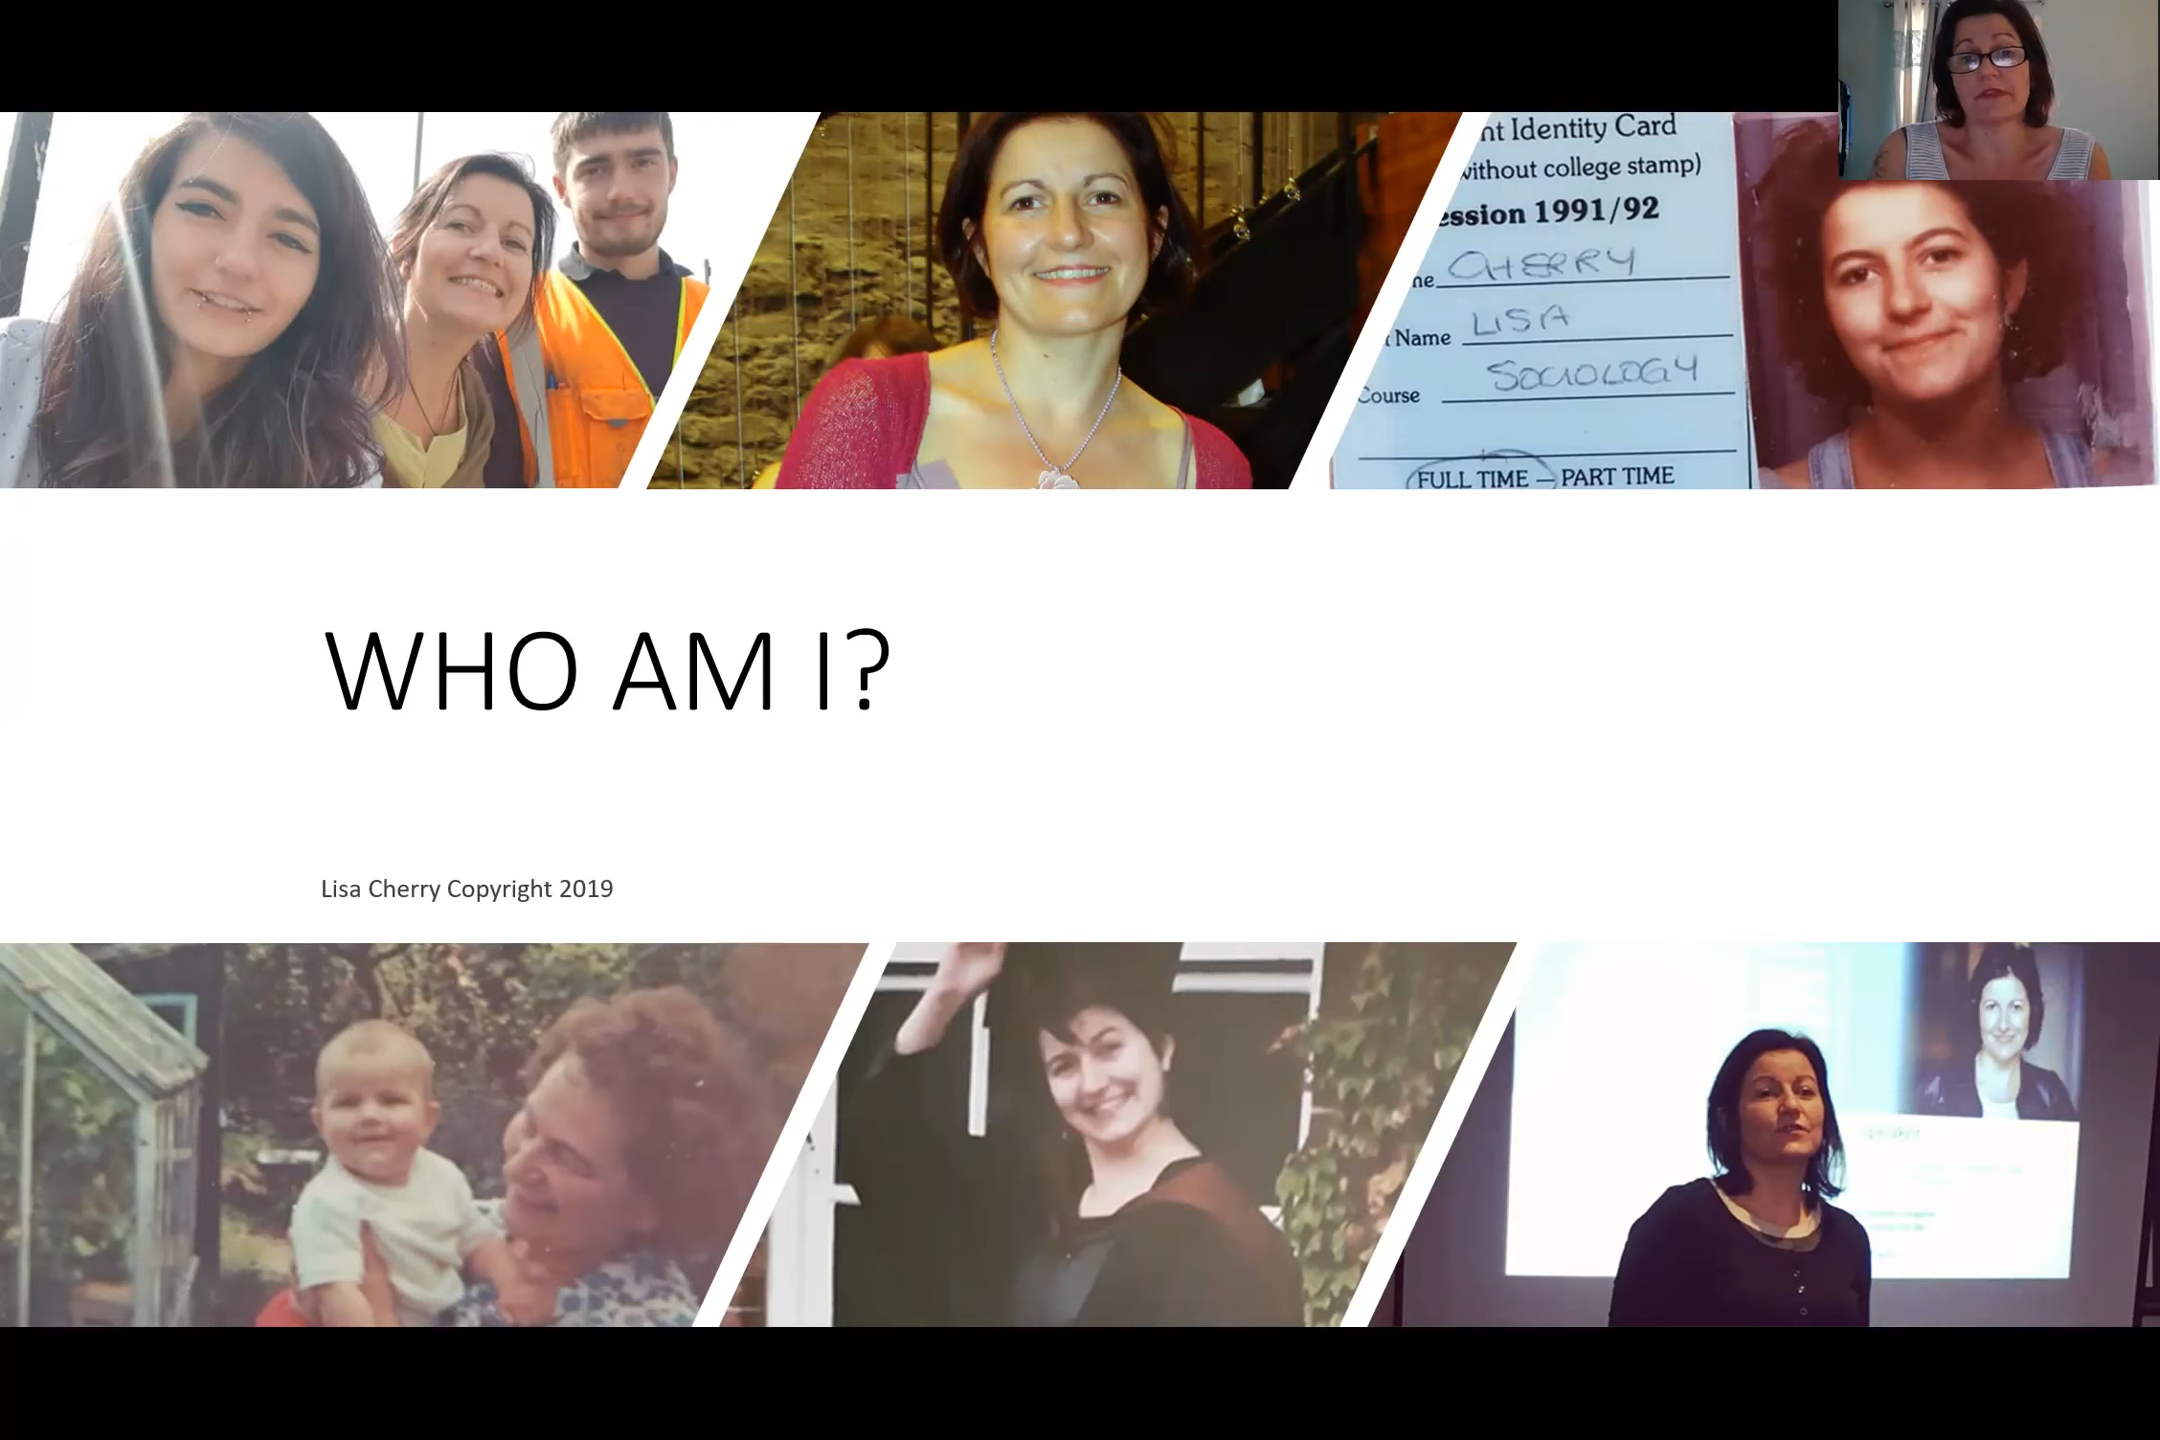 nt Identity Card
without college stamp)
ession 1991/92
ne CHERRY
Name LISA
Course SOCIOLOGY
FULL TIME — PART TIME
WHO AM I?
Lisa Cherry Copyright 2019